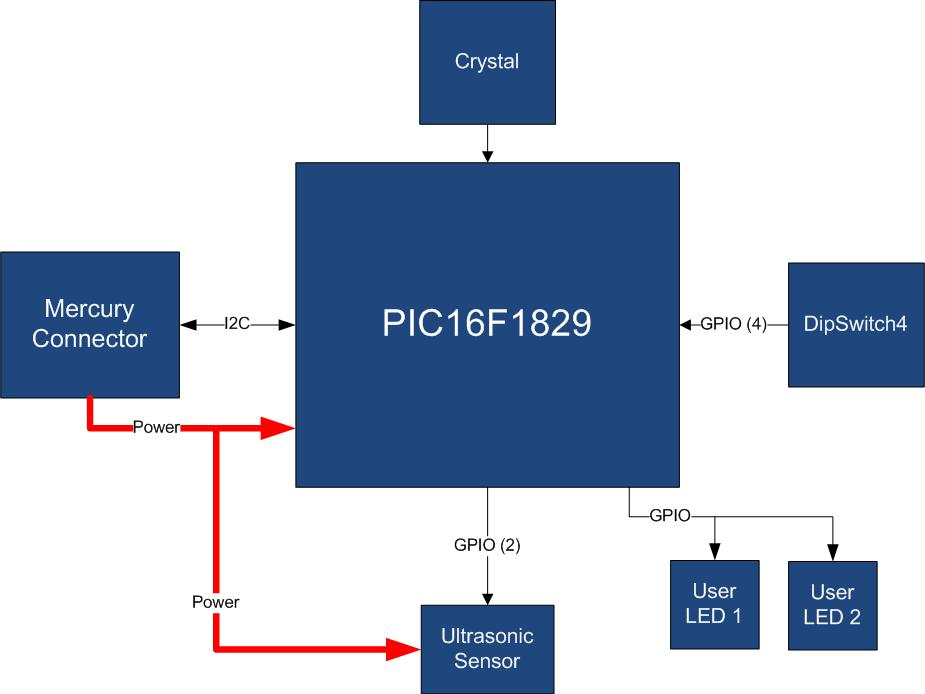 Crystal
Mercury
Connector
I2C
PIC16F1829
GPIO (4)
DipSwitch4
Power
GPIO
GPIO (2)
User
LED 1
User
LED 2
Power
Ultrasonic
Sensor